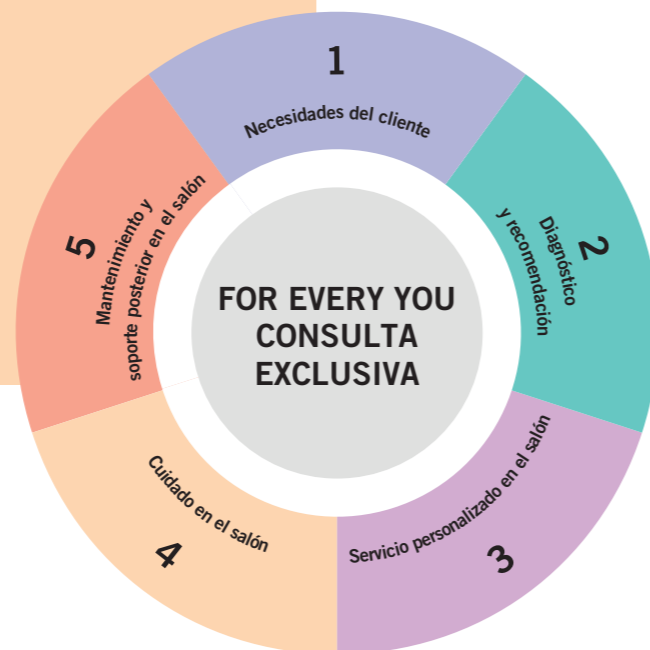 1
Necesidades del cliente
2
Diagnóstico
y recomendación
3
Servicio personalizado en el salón
4
Cuidado en el salón
5
Mantenimiento y
soporte posterior en el salón
FOR EVERY YOU
CONSULTA
EXCLUSIVA